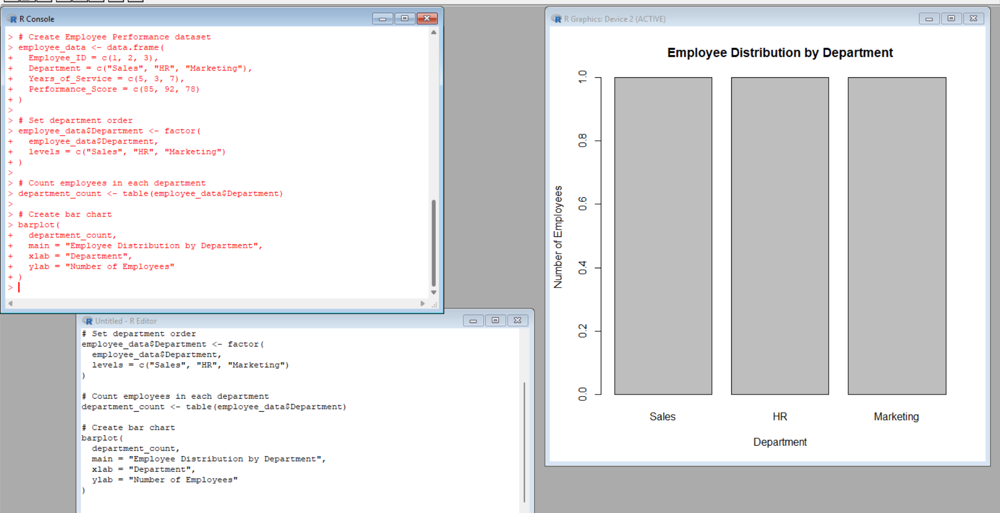 R Console
> # Create Employee Performance dataset
> employee_data <- data.frame(
+   Employee_ID = c(1, 2, 3),
+   Department = c("Sales", "HR", "Marketing"),
+   Years_of_Service = c(5, 3, 7),
+   Performance_Score = c(85, 92, 78)
+ )
>
> # Set department order
> employee_data$Department <- factor(
+   employee_data$Department,
+   levels = c("Sales", "HR", "Marketing")
+ )
>
> # Count employees in each department
> department_count <- table(employee_data$Department)
>
> # Create bar chart
> barplot(
+   department_count,
+   main = "Employee Distribution by Department",
+   xlab = "Department",
+   ylab = "Number of Employees"
+ )
>
Untitled - R Editor
# Set department order
employee_data$Department <- factor(
  employee_data$Department,
  levels = c("Sales", "HR", "Marketing")
)

# Count employees in each department
department_count <- table(employee_data$Department)

# Create bar chart
barplot(
  department_count,
  main = "Employee Distribution by Department",
  xlab = "Department",
  ylab = "Number of Employees"
)
R Graphics: Device 2 (ACTIVE)
Employee Distribution by Department
Number of Employees
1.0
0.8
0.6
0.4
0.2
0.0
Sales HR Marketing
Department